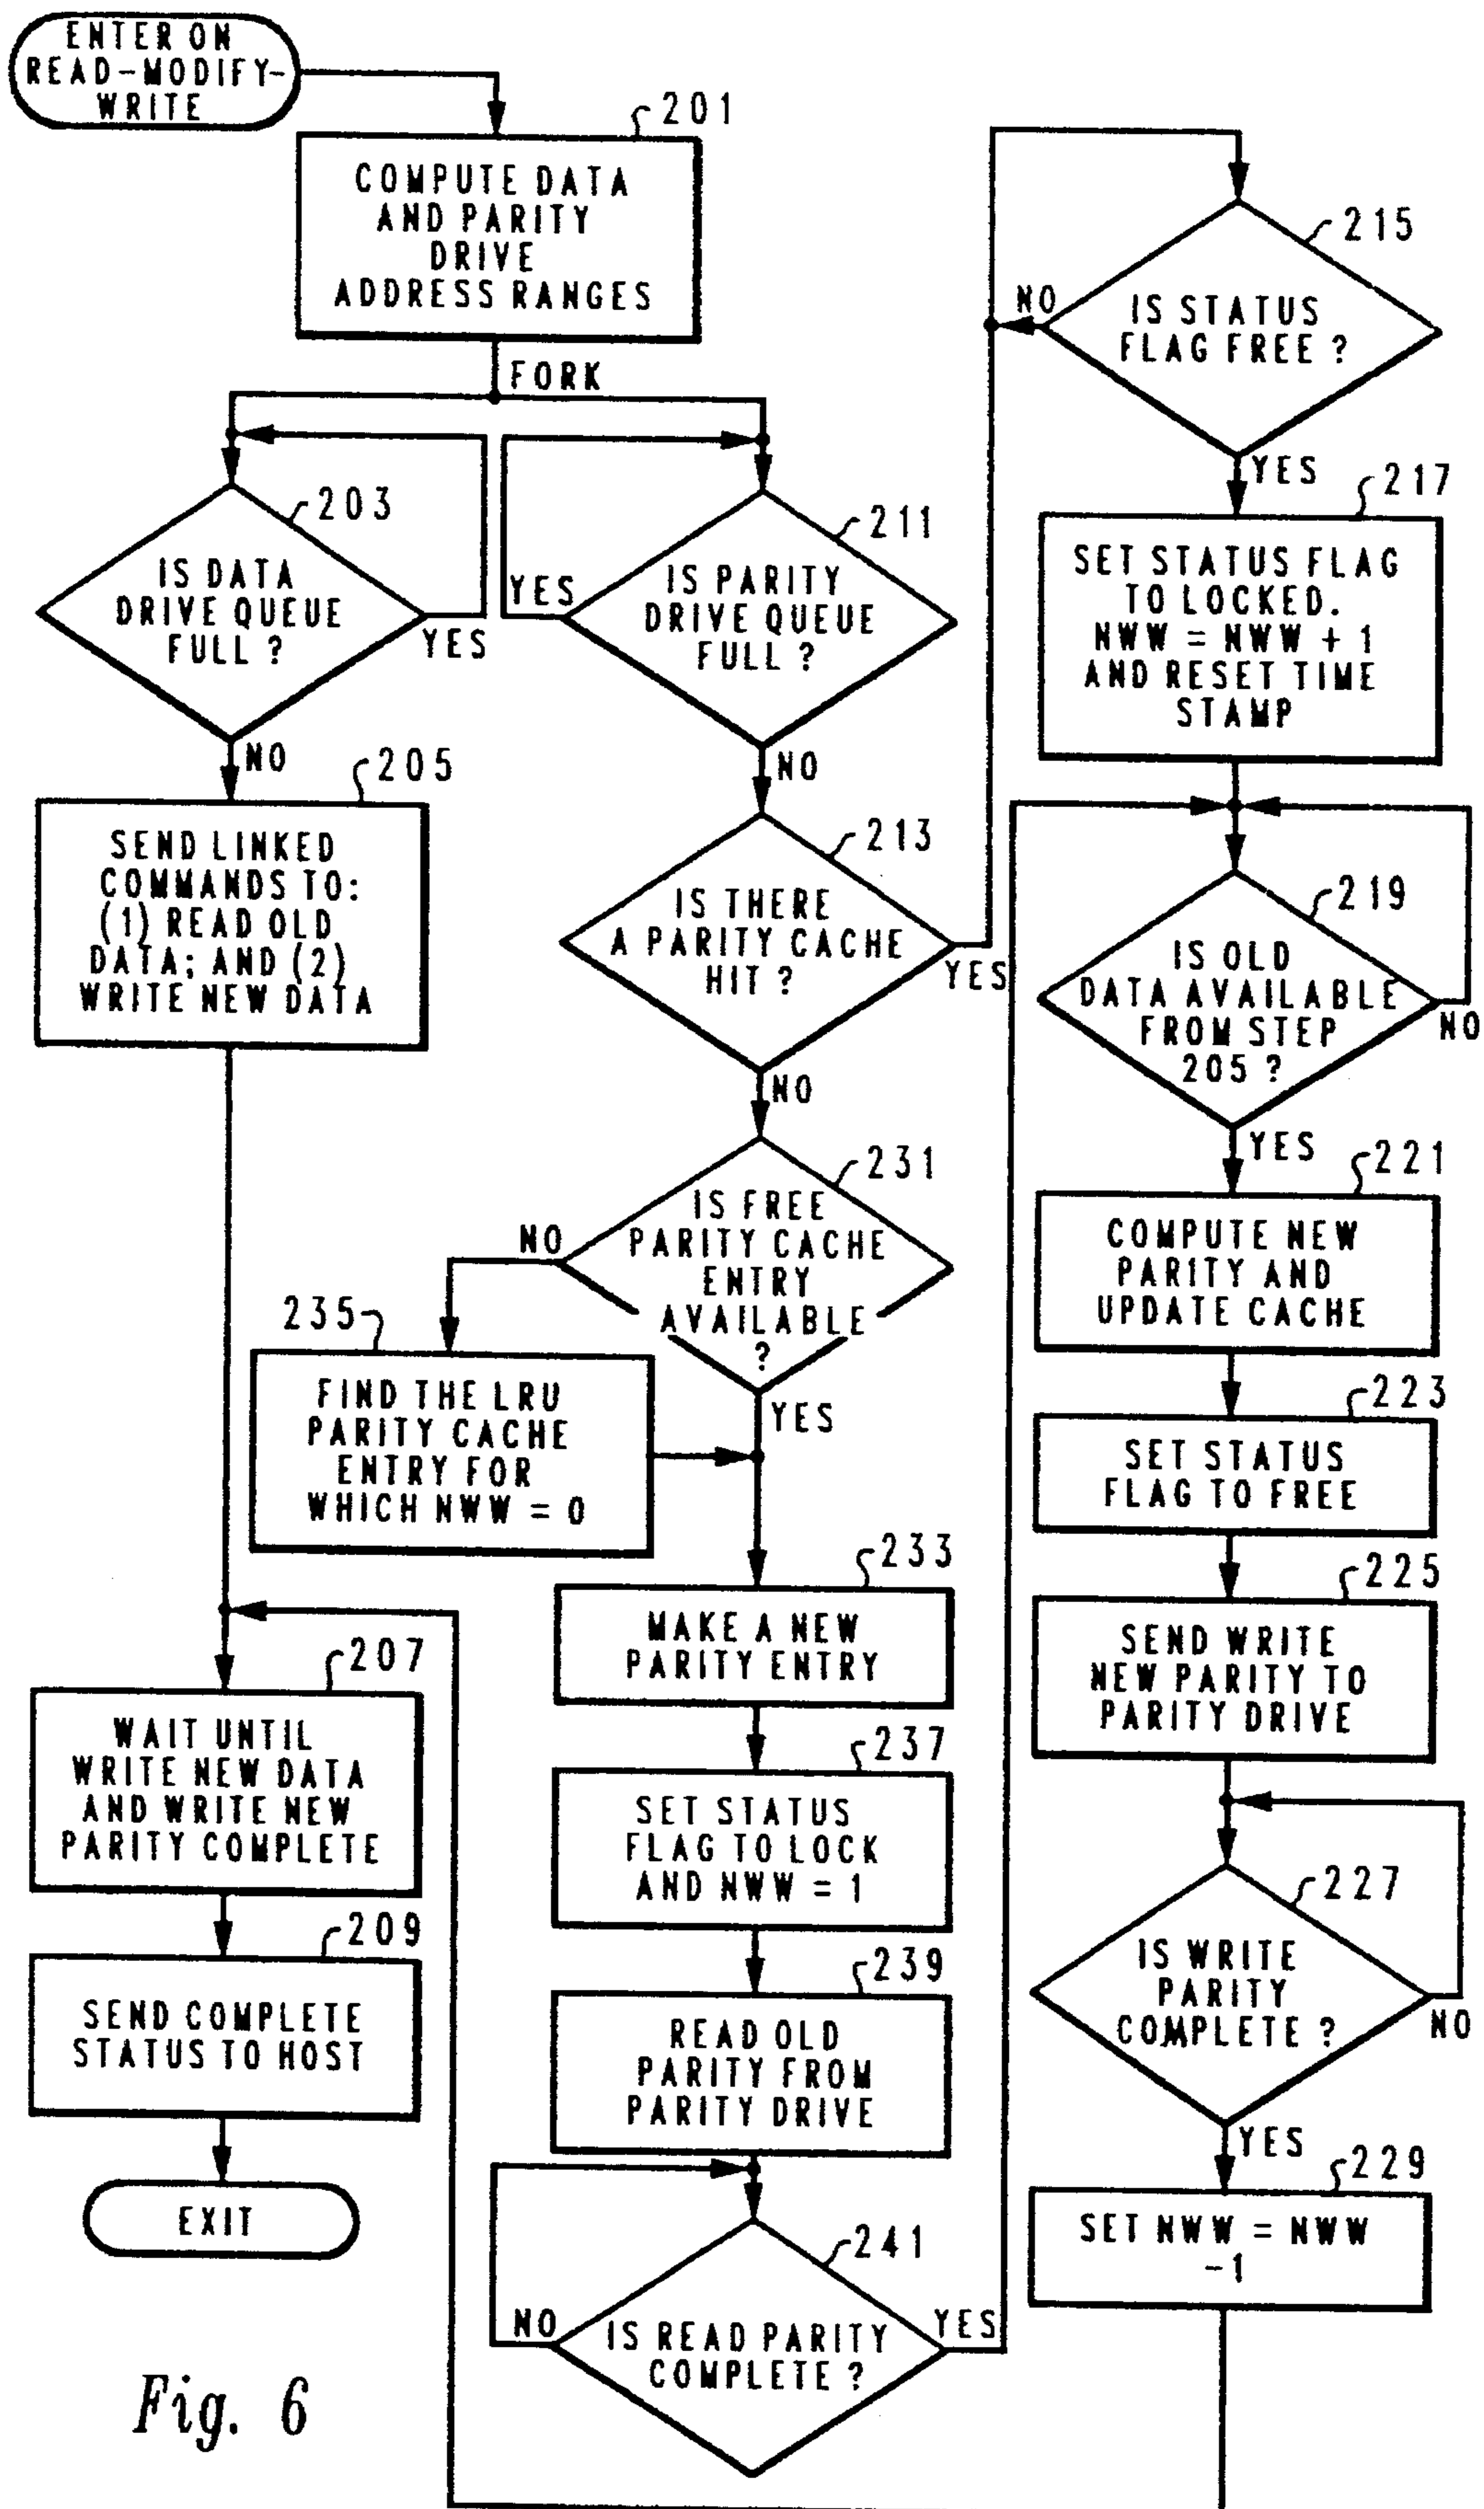 ENTER ON
READ-MODIFY-
WRITE
201
COMPUTE DATA
AND PARITY
DRIVE
ADDRESS RANGES
FORK
203
IS DATA
DRIVE QUEUE
FULL ?
YES
NO
205
SEND LINKED
COMMANDS TO:
(1) READ OLD
DATA; AND (2)
WRITE NEW DATA
207
WAIT UNTIL
WRITE NEW DATA
AND WRITE NEW
PARITY COMPLETE
209
SEND COMPLETE
STATUS TO HOST
EXIT
211
IS PARITY
DRIVE QUEUE
FULL ?
YES
NO
213
IS THERE
A PARITY CACHE
HIT ?
YES
NO
231
IS FREE
PARITY CACHE
ENTRY
AVAILABLE
?
NO
YES
235
FIND THE LRU
PARITY CACHE
ENTRY FOR
WHICH NWW = 0
233
MAKE A NEW
PARITY ENTRY
237
SET STATUS
FLAG TO LOCK
AND NWW = 1
239
READ OLD
PARITY FROM
PARITY DRIVE
241
IS READ PARITY
COMPLETE ?
NO
YES
215
IS STATUS
FLAG FREE ?
NO
YES
217
SET STATUS FLAG
TO LOCKED.
NWW = NWW + 1
AND RESET TIME
STAMP
219
IS OLD
DATA AVAILABLE
FROM STEP
205 ?
NO
YES
221
COMPUTE NEW
PARITY AND
UPDATE CACHE
223
SET STATUS
FLAG TO FREE
225
SEND WRITE
NEW PARITY TO
PARITY DRIVE
227
IS WRITE
PARITY
COMPLETE ?
NO
YES
229
SET NWW = NWW
-1
Fig. 6